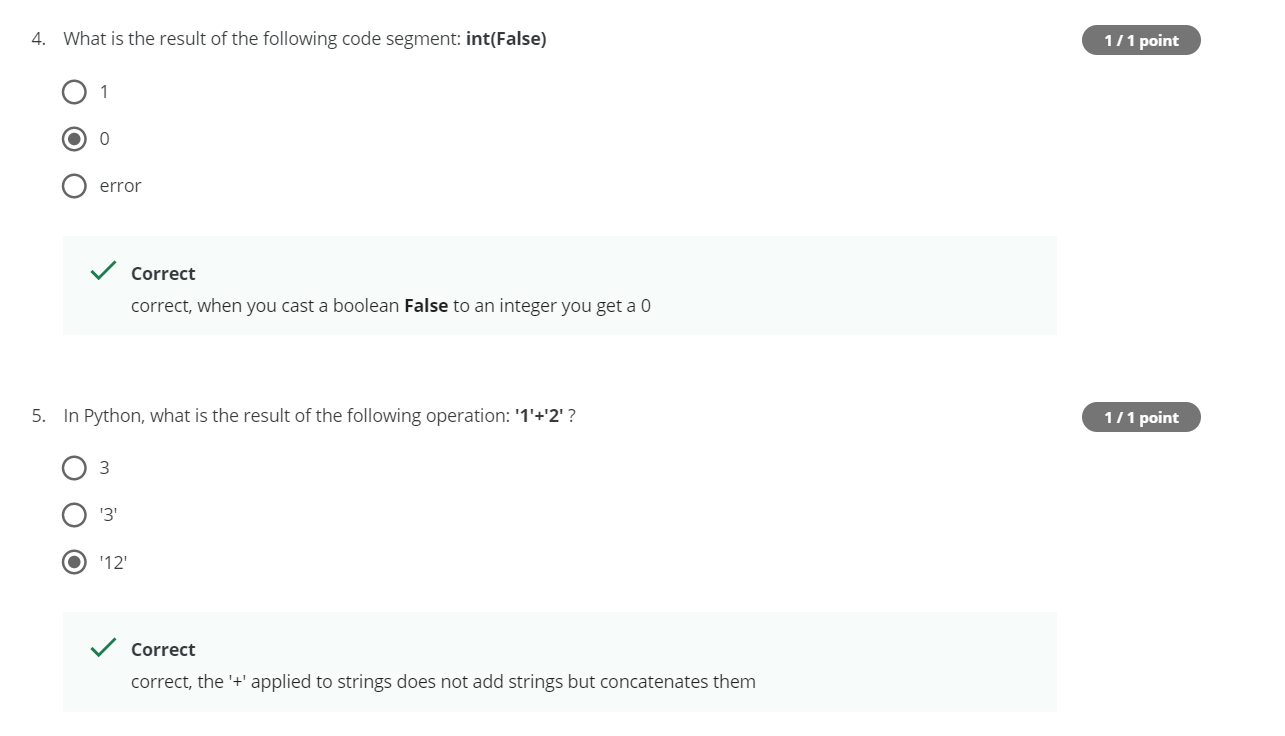 4. What is the result of the following code segment: int(False)
1 / 1 point
1
0
error
Correct
correct, when you cast a boolean False to an integer you get a 0
5. In Python, what is the result of the following operation: '1'+'2' ?
1 / 1 point
3
'3'
'12'
Correct
correct, the '+' applied to strings does not add strings but concatenates them